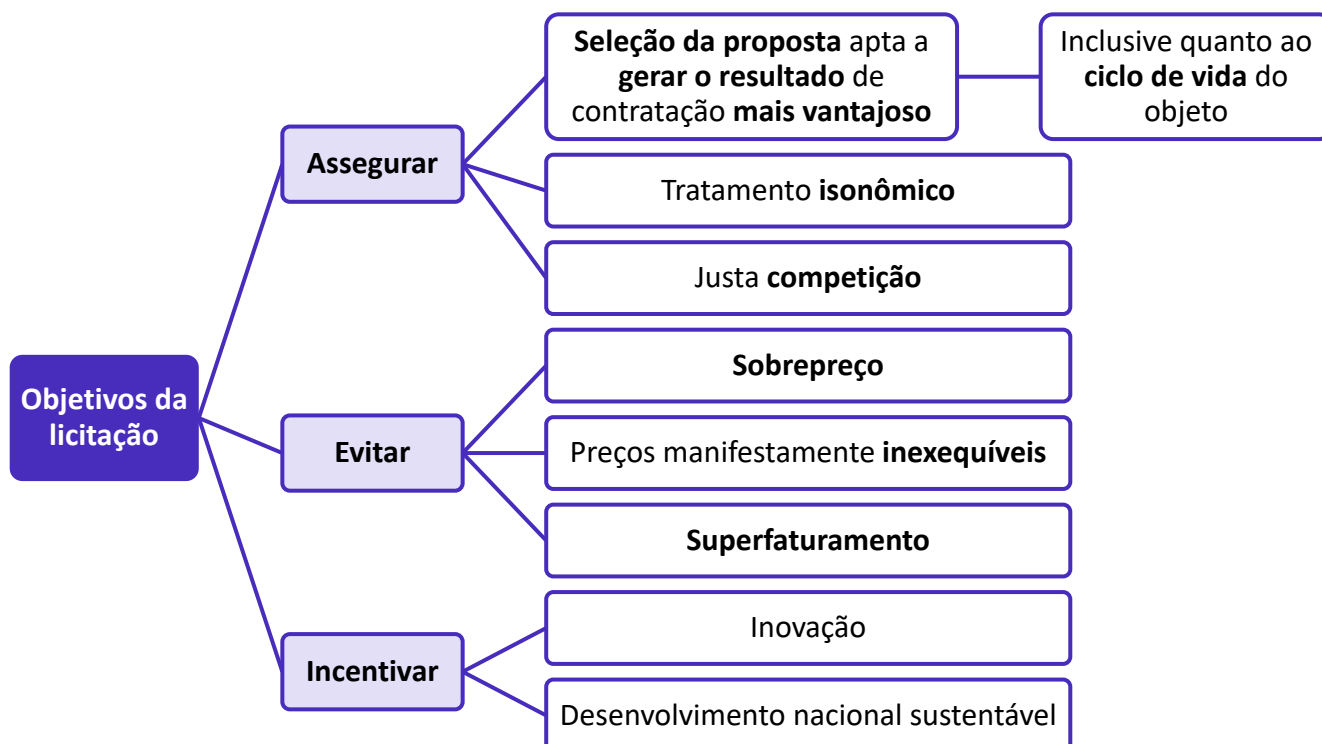 Seleção da proposta apta a
gerar o resultado de
contratação mais vantajoso
Inclusive quanto ao
ciclo de vida do
objeto
Assegurar
Tratamento isonômico
Justa competição
Objetivos da
licitação
Sobrepreço
Evitar
Preços manifestamente inexequíveis
Superfaturamento
Inovação
Incentivar
Desenvolvimento nacional sustentável